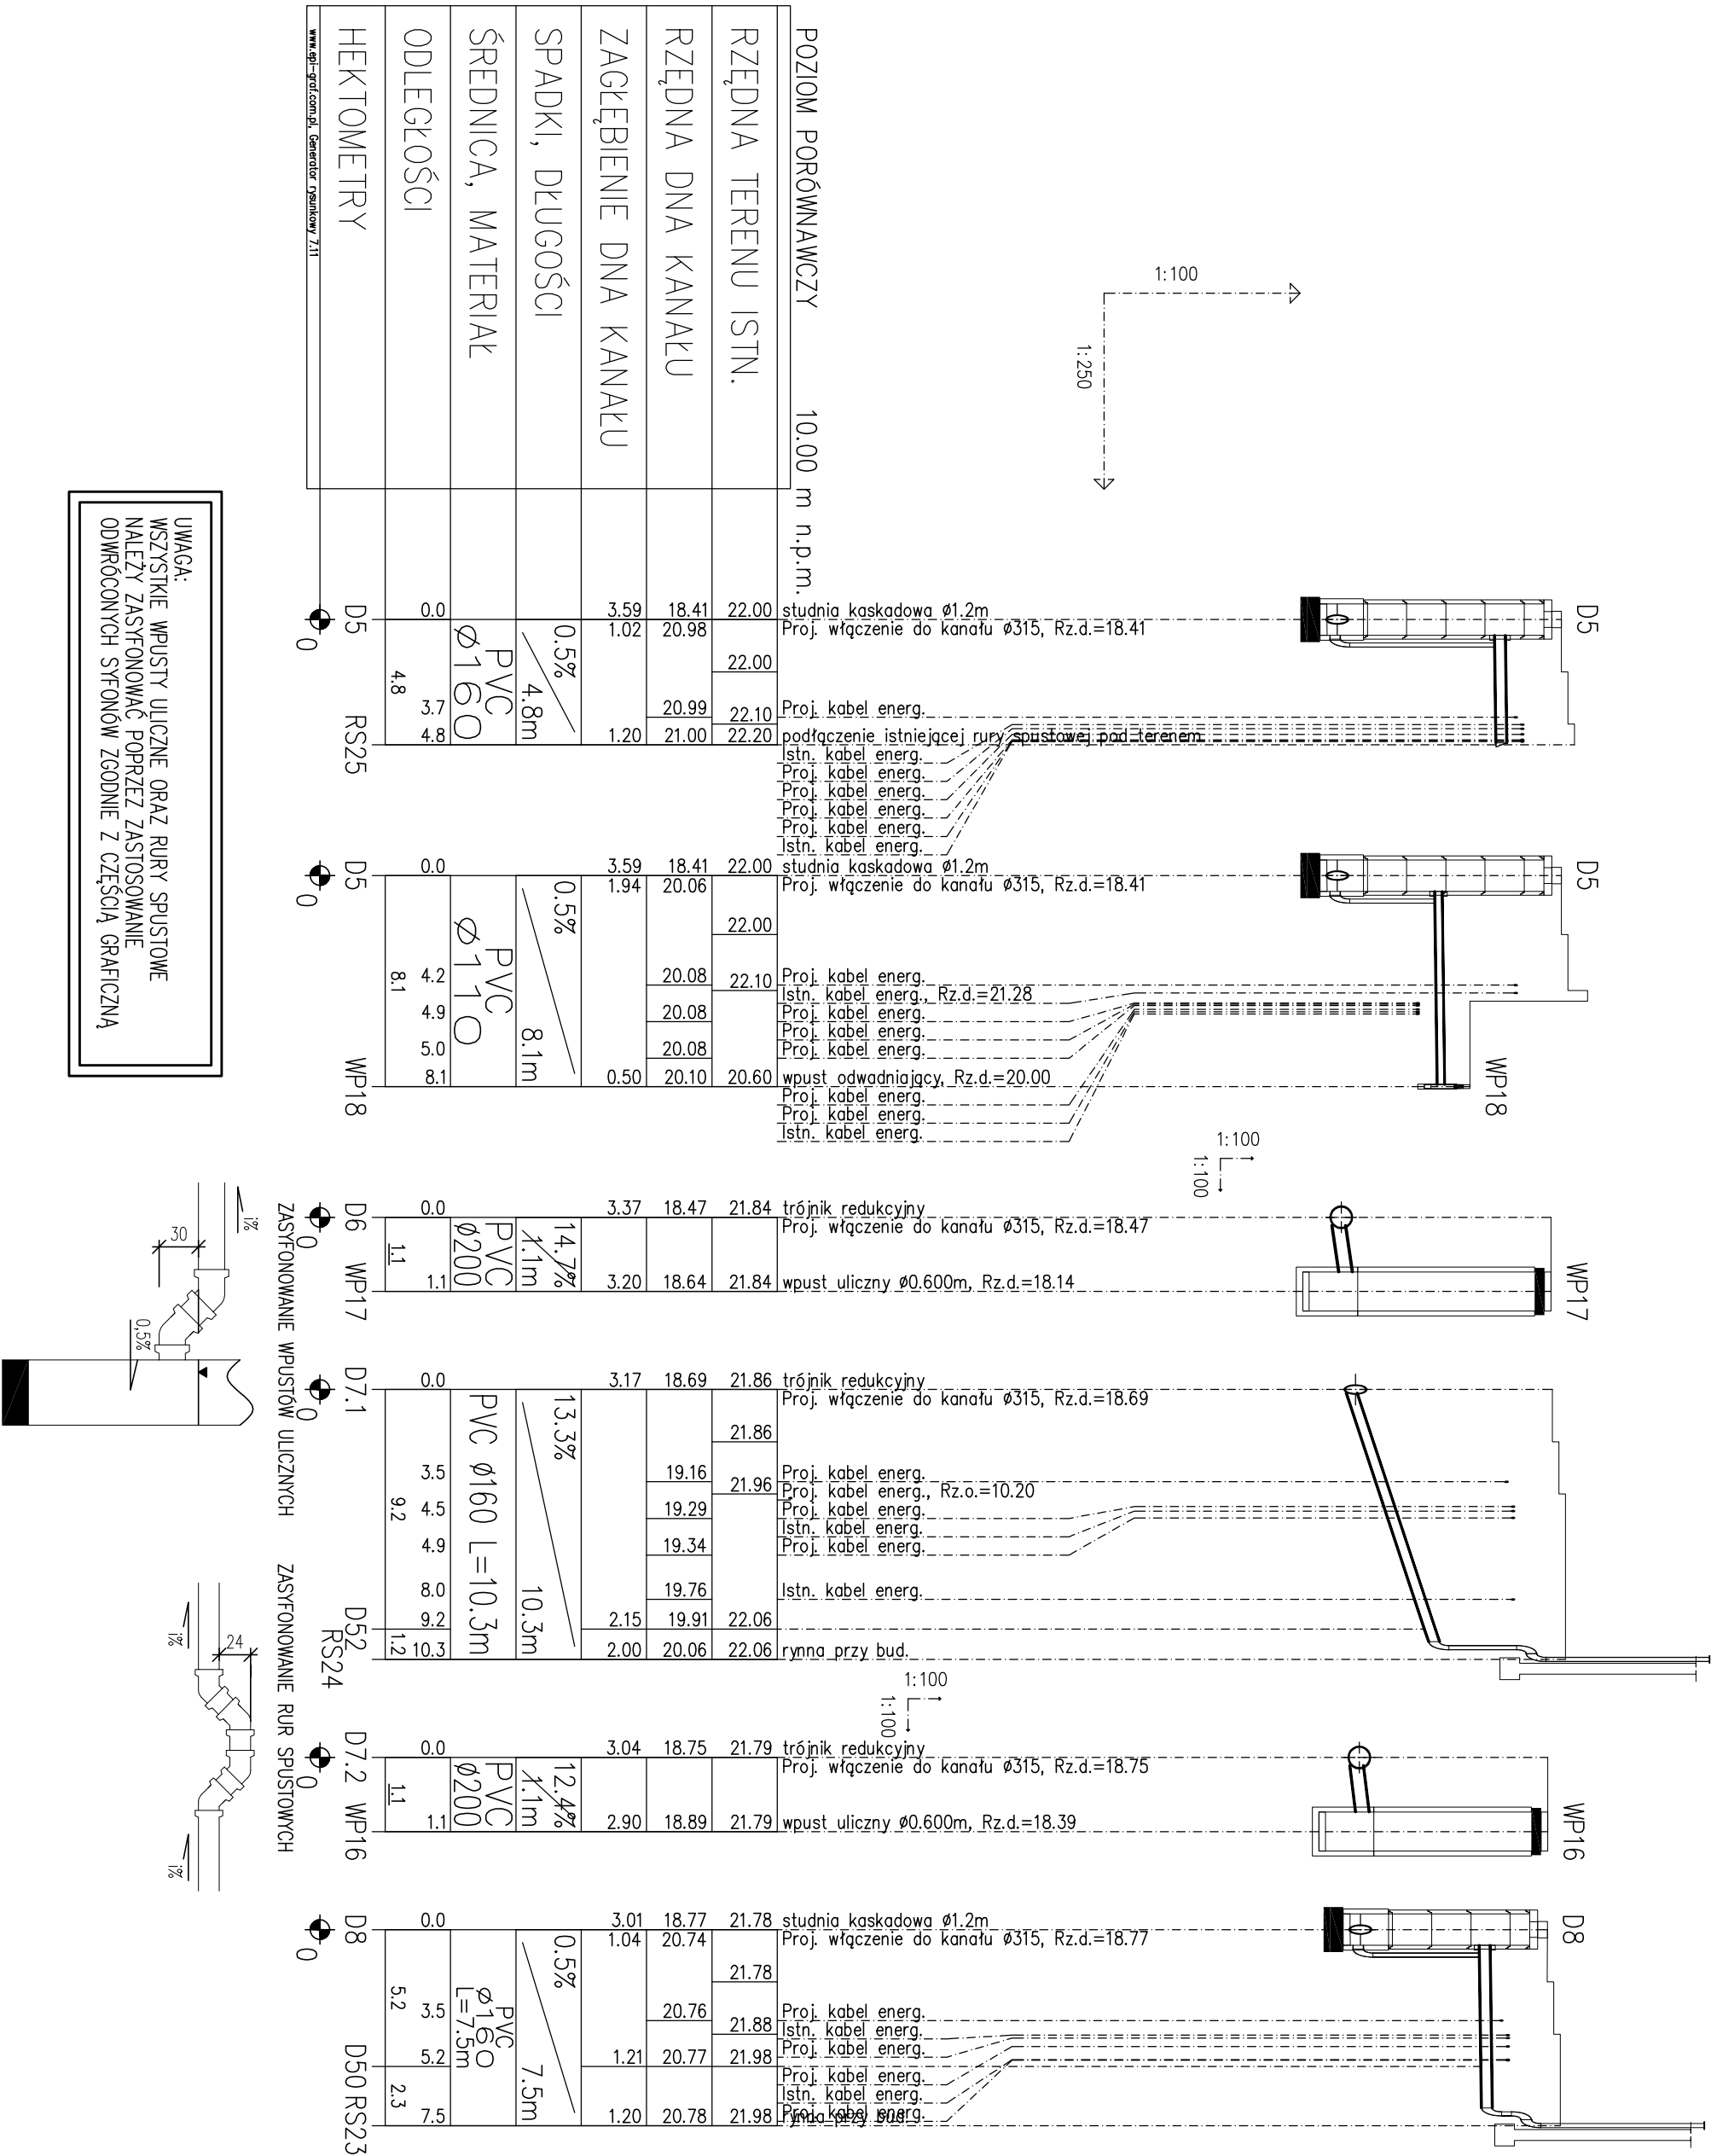 1:100
1:250
POZIOM PORÓWNAWCZY 10.00 m n.p.m.
RZĘDNA TERENU ISTN.
RZĘDNA DNA KANAŁU
ZAGŁĘBIENIE DNA KANAŁU
SPADKI, DŁUGOŚCI
ŚREDNICA, MATERIAŁ
ODLEGŁOŚCI
HEKTOMETRY
www.epi-graf.com.pl, Generator rysunkowy 7.11
D5
studnia kaskadowa Ø1.2m
Proj. włączenie do kanału Ø315, Rz.d.=18.41
Proj. kabel energ.
podłączenie istniejącej rury spustowej pod terenem
Istn. kabel energ.
Proj. kabel energ.
Proj. kabel energ.
Proj. kabel energ.
Proj. kabel energ.
Istn. kabel energ.
22.00 22.00 22.10 22.20
18.41 20.98 20.99 21.00
3.59 1.02 1.20
0.5% 4.8m
PVC
Ø160
0.0 3.7 4.8
4.8
D5 RS25
0
D5
WP18
studnia kaskadowa Ø1.2m
Proj. włączenie do kanału Ø315, Rz.d.=18.41
Proj. kabel energ.
Istn. kabel energ., Rz.d.=21.28
Proj. kabel energ.
Proj. kabel energ.
Proj. kabel energ.
wpust odwadniający, Rz.d.=20.00
Proj. kabel energ.
Proj. kabel energ.
Istn. kabel energ.
22.00 22.00 22.10 20.60
18.41 20.06 20.08 20.08 20.08 20.10
3.59 1.94 0.50
0.5% 8.1m
PVC
Ø110
0.0 4.2 4.9 5.0 8.1
8.1
D5 WP18
0
1:100
1:100
WP17
trójnik redukcyjny
Proj. włączenie do kanału Ø315, Rz.d.=18.47
wpust uliczny Ø0.600m, Rz.d.=18.14
21.84 21.84
18.47 18.64
3.37 3.20
14.7%
1.1m
PVC
Ø200
0.0 1.1
1.1
D6 WP17
0
trójnik redukcyjny
Proj. włączenie do kanału Ø315, Rz.d.=18.69
Proj. kabel energ.
Proj. kabel energ., Rz.o.=10.20
Proj. kabel energ.
Istn. kabel energ.
Proj. kabel energ.
Istn. kabel energ.
rynna przy bud.
21.86 21.86 21.96 22.06 22.06
18.69 19.16 19.29 19.34 19.76 19.91 20.06
3.17 2.15 2.00
13.3% 10.3m
PVC Ø160 L=10.3m
0.0 3.5 4.5 4.9 8.0 9.2 10.3
9.2 1.2
D7.1 D52
RS24
0
1:100
1:100
WP16
trójnik redukcyjny
Proj. włączenie do kanału Ø315, Rz.d.=18.75
wpust uliczny Ø0.600m, Rz.d.=18.39
21.79 21.79
18.75 18.89
3.04 2.90
12.4%
1.1m
PVC
Ø200
0.0 1.1
1.1
D7.2 WP16
0
D8
studnia kaskadowa Ø1.2m
Proj. włączenie do kanału Ø315, Rz.d.=18.77
Proj. kabel energ.
Istn. kabel energ.
Proj. kabel energ.
Proj. kabel energ.
Istn. kabel energ.
Proj. kabel energ.
rynna przy bud.
21.78 21.78 21.88 21.98 21.98
18.77 20.74 20.76 20.77 20.78
3.01 1.04 1.21 1.20
0.5% 7.5m
PVC
Ø160
L=7.5m
0.0 3.5 5.2 7.5
5.2 2.3
D8 D50 RS23
0
UWAGA:
WSZYSTKIE WPUSTY ULICZNE ORAZ RURY SPUSTOWE
NALEŻY ZASYFONOWAĆ POPRZEZ ZASTOSOWANIE
ODWRÓCONYCH SYFONÓW ZGODNIE Z CZĘŚCIĄ GRAFICZNĄ
ZASYFONOWANIE WPUSTÓW ULICZNYCH
i%
30
0,5%
ZASYFONOWANIE RUR SPUSTOWYCH
i%
24
i%